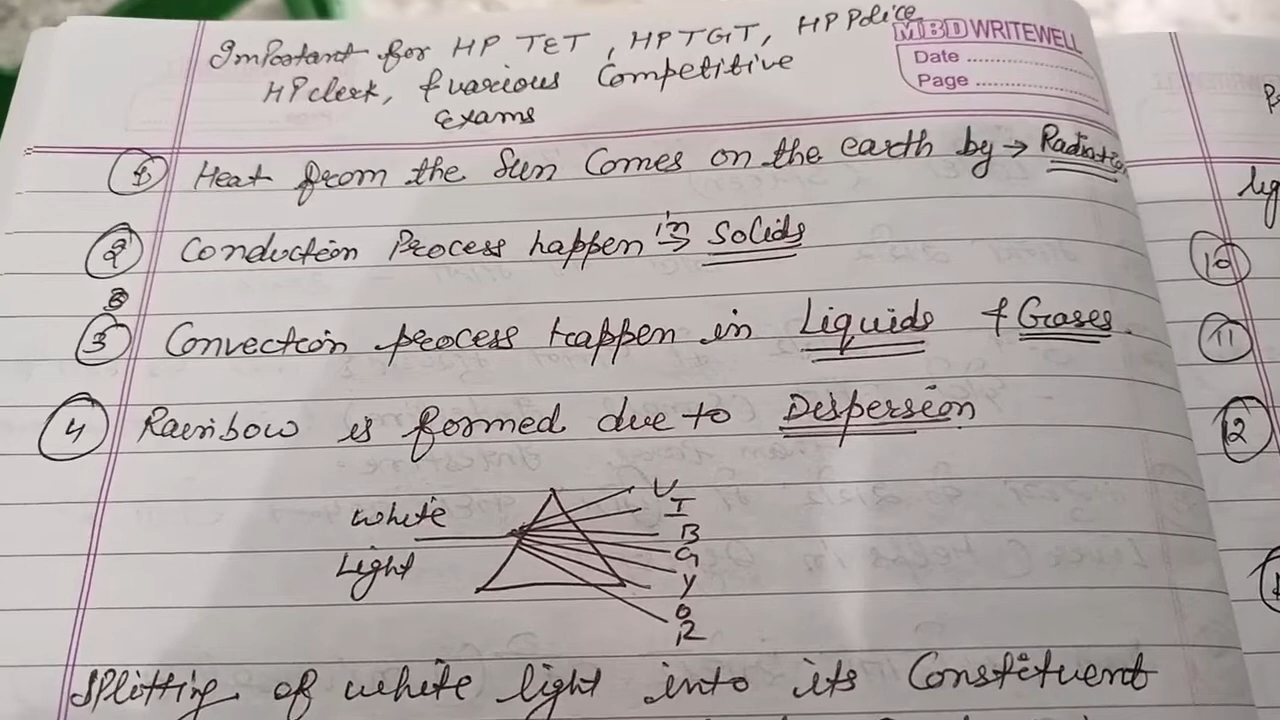 Important for HP TET, HPTGT, HP Police
HP clerk, & various Competitive
exams
MBD WRITEWELL
Date
Page
① Heat from the Sun Comes on the earth by → Radiation
② Conduction Process happen in Solids
③ Convection process happen in Liquids & Gases.
④ Rainbow is formed due to Dispersion
White
Light
V
I
B
G
Y
O
R
Splitting of white light into its Constituent
lig
10
11
12